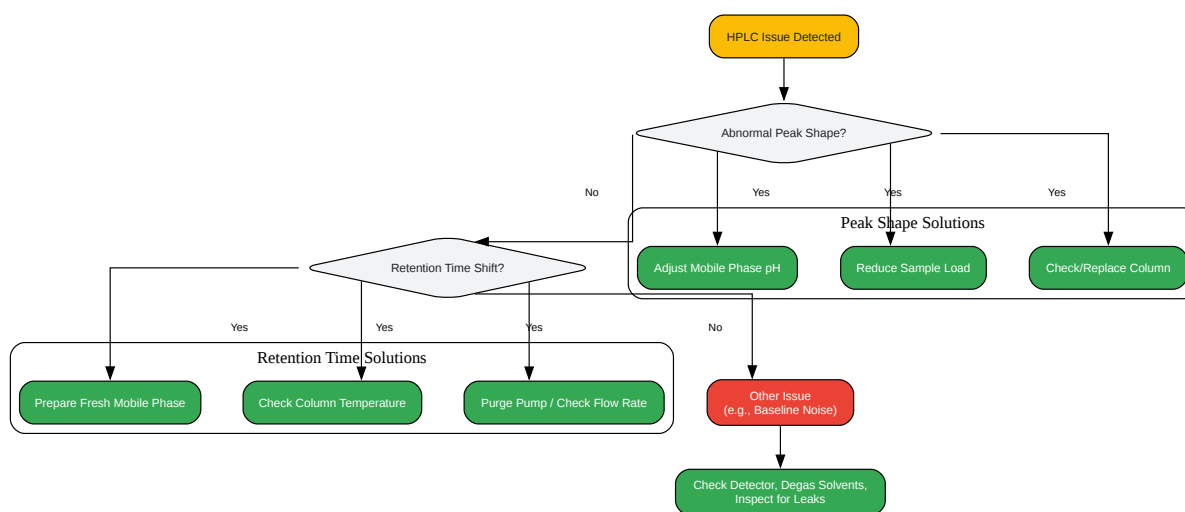 HPLC Issue Detected
Abnormal Peak Shape?
No
Yes
Yes
Yes
Peak Shape Solutions
Adjust Mobile Phase pH
Reduce Sample Load
Check/Replace Column
Retention Time Shift?
Yes
Yes
Yes
No
Retention Time Solutions
Prepare Fresh Mobile Phase
Check Column Temperature
Purge Pump / Check Flow Rate
Other Issue
(e.g., Baseline Noise)
Check Detector, Degas Solvents,
Inspect for Leaks